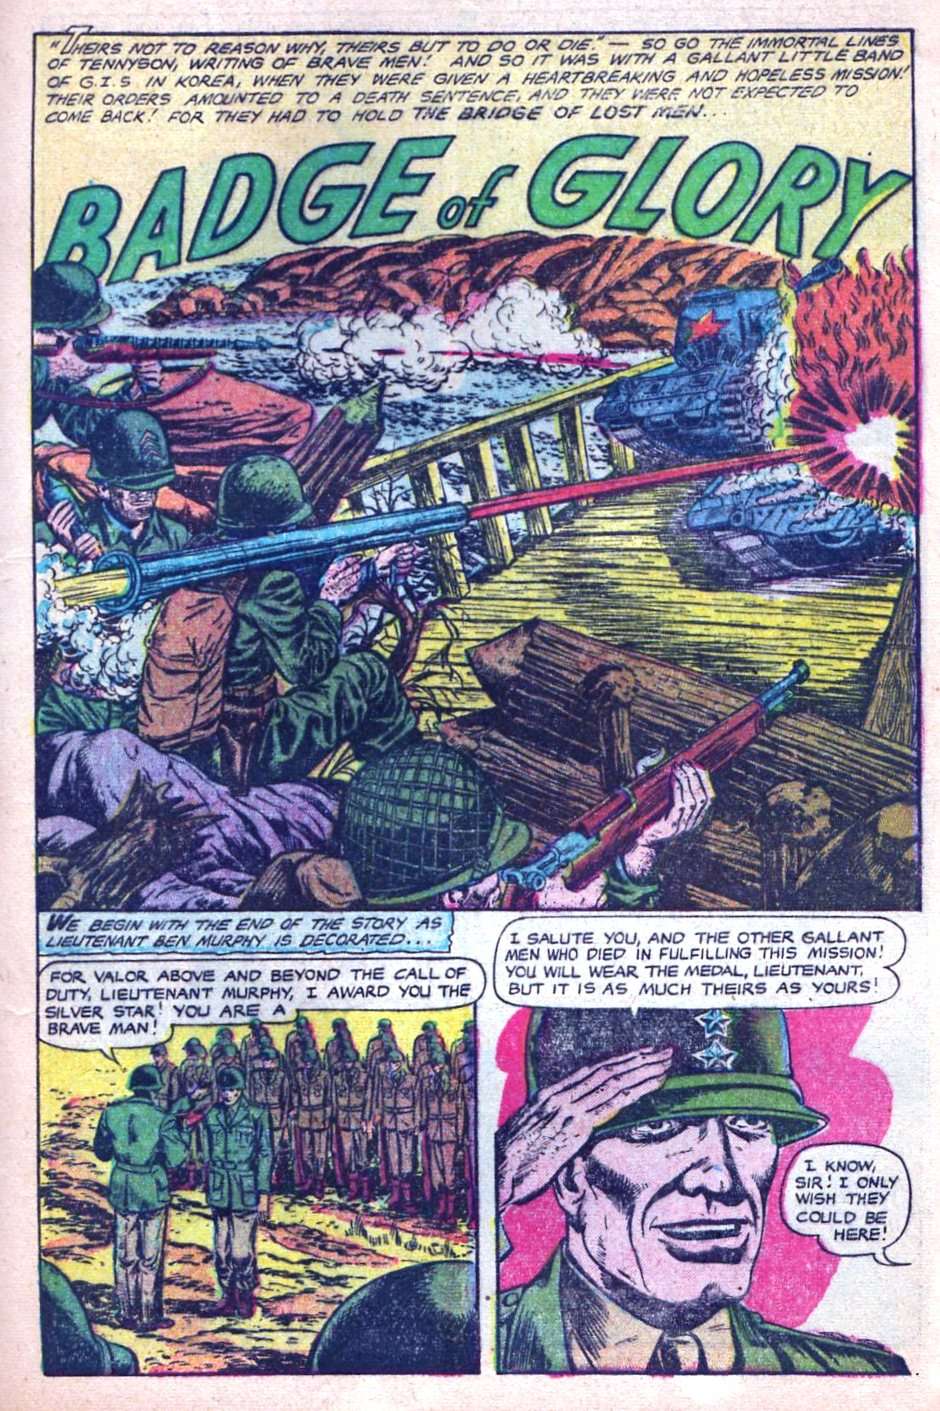 "THEIRS NOT TO REASON WHY, THEIRS BUT TO DO OR DIE." — SO GO THE IMMORTAL LINES
OF TENNYSON, WRITING OF BRAVE MEN! AND SO IT WAS WITH A GALLANT LITTLE BAND
OF G.I.S IN KOREA, WHEN THEY WERE GIVEN A HEARTBREAKING AND HOPELESS MISSION!
THEIR ORDERS AMOUNTED TO A DEATH SENTENCE, AND THEY WERE NOT EXPECTED TO
COME BACK! FOR THEY HAD TO HOLD THE BRIDGE OF LOST MEN...
BADGE of GLORY
WE BEGIN WITH THE END OF THE STORY AS
LIEUTENANT BEN MURPHY IS DECORATED...
FOR VALOR ABOVE AND BEYOND THE CALL OF
DUTY, LIEUTENANT MURPHY, I AWARD YOU THE
SILVER STAR! YOU ARE A
BRAVE MAN!
I SALUTE YOU, AND THE OTHER GALLANT
MEN WHO DIED IN FULFILLING THIS MISSION!
YOU WILL WEAR THE MEDAL, LIEUTENANT,
BUT IT IS AS MUCH THEIRS AS YOURS!
I KNOW,
SIR! I ONLY
WISH THEY
COULD BE
HERE!